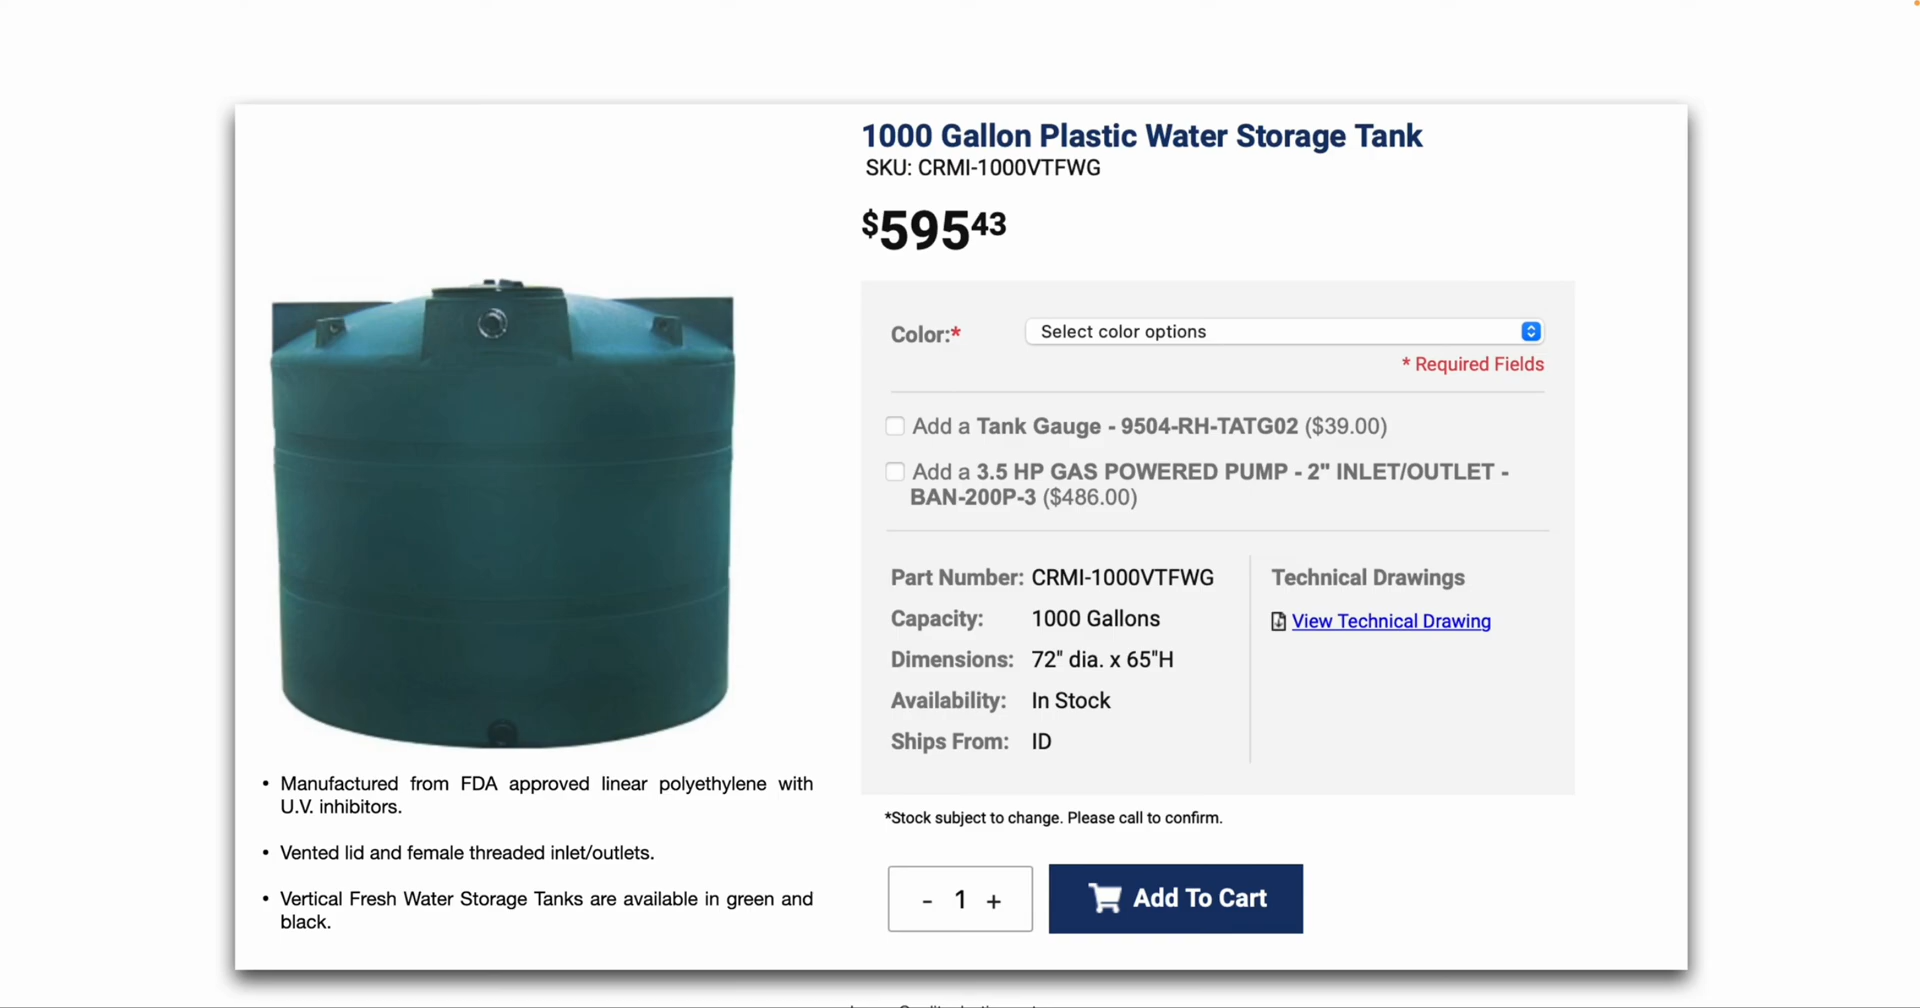 1000 Gallon Plastic Water Storage Tank
SKU: CRMI-1000VTFWG
$595 43
Color:*
Select color options
* Required Fields
Add a Tank Gauge - 9504-RH-TATG02 ($39.00)
Add a 3.5 HP GAS POWERED PUMP - 2" INLET/OUTLET -
BAN-200P-3 ($486.00)
Part Number: CRMI-1000VTFWG
Capacity: 1000 Gallons
Dimensions: 72" dia. x 65"H
Availability: In Stock
Ships From: ID
Technical Drawings
View Technical Drawing
*Stock subject to change. Please call to confirm.
- 1 +
Add To Cart
• Manufactured from FDA approved linear polyethylene with
U.V. inhibitors.
• Vented lid and female threaded inlet/outlets.
• Vertical Fresh Water Storage Tanks are available in green and
black.